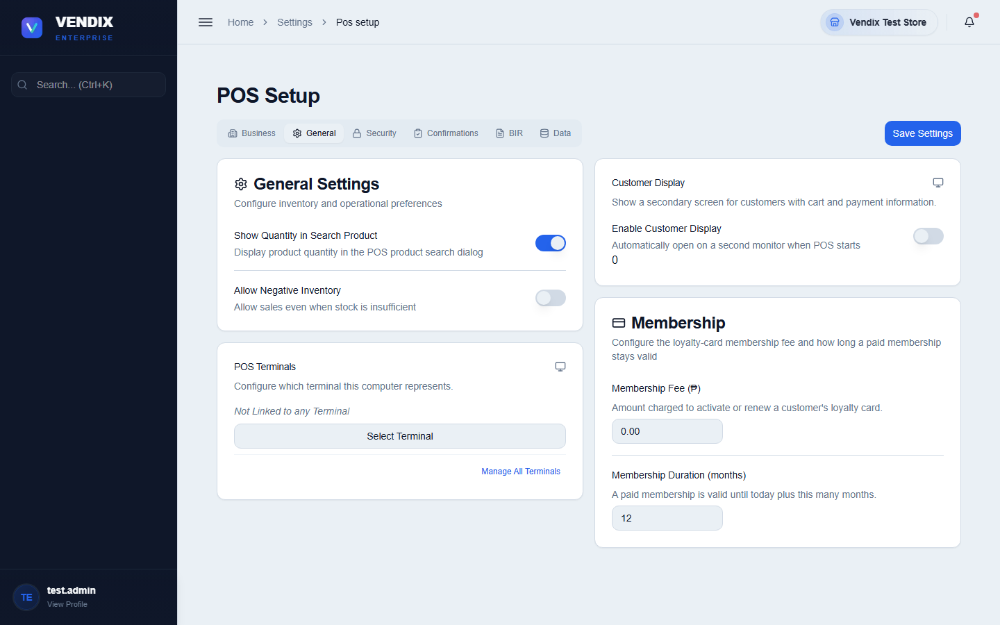 VENDIX
ENTERPRISE
Search... (Ctrl+K)
Home
Settings
Pos setup
Vendix Test Store
POS Setup
Business
General
Security
Confirmations
BIR
Data
Save Settings
General Settings
Configure inventory and operational preferences
Show Quantity in Search Product
Display product quantity in the POS product search dialog
Allow Negative Inventory
Allow sales even when stock is insufficient
POS Terminals
Configure which terminal this computer represents.
Not Linked to any Terminal
Select Terminal
Manage All Terminals
Customer Display
Show a secondary screen for customers with cart and payment information.
Enable Customer Display
Automatically open on a second monitor when POS starts
0
Membership
Configure the loyalty-card membership fee and how long a paid membership
stays valid
Membership Fee (₱)
Amount charged to activate or renew a customer's loyalty card.
0.00
Membership Duration (months)
A paid membership is valid until today plus this many months.
12
TE
test.admin
View Profile